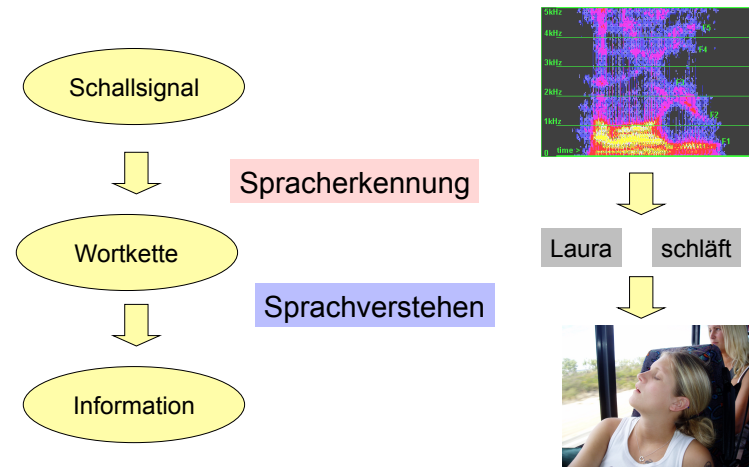 Schallsignal
Spracherkennung
Wortkette
Sprachverstehen
Information
5kHz
4kHz
3kHz
2kHz
1kHz
0 time >
F5
F4
F2
F1
Laura schläft